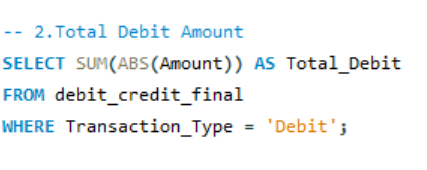 -- 2.Total Debit Amount
SELECT SUM(ABS(Amount)) AS Total_Debit
FROM debit_credit_final
WHERE Transaction_Type = 'Debit';